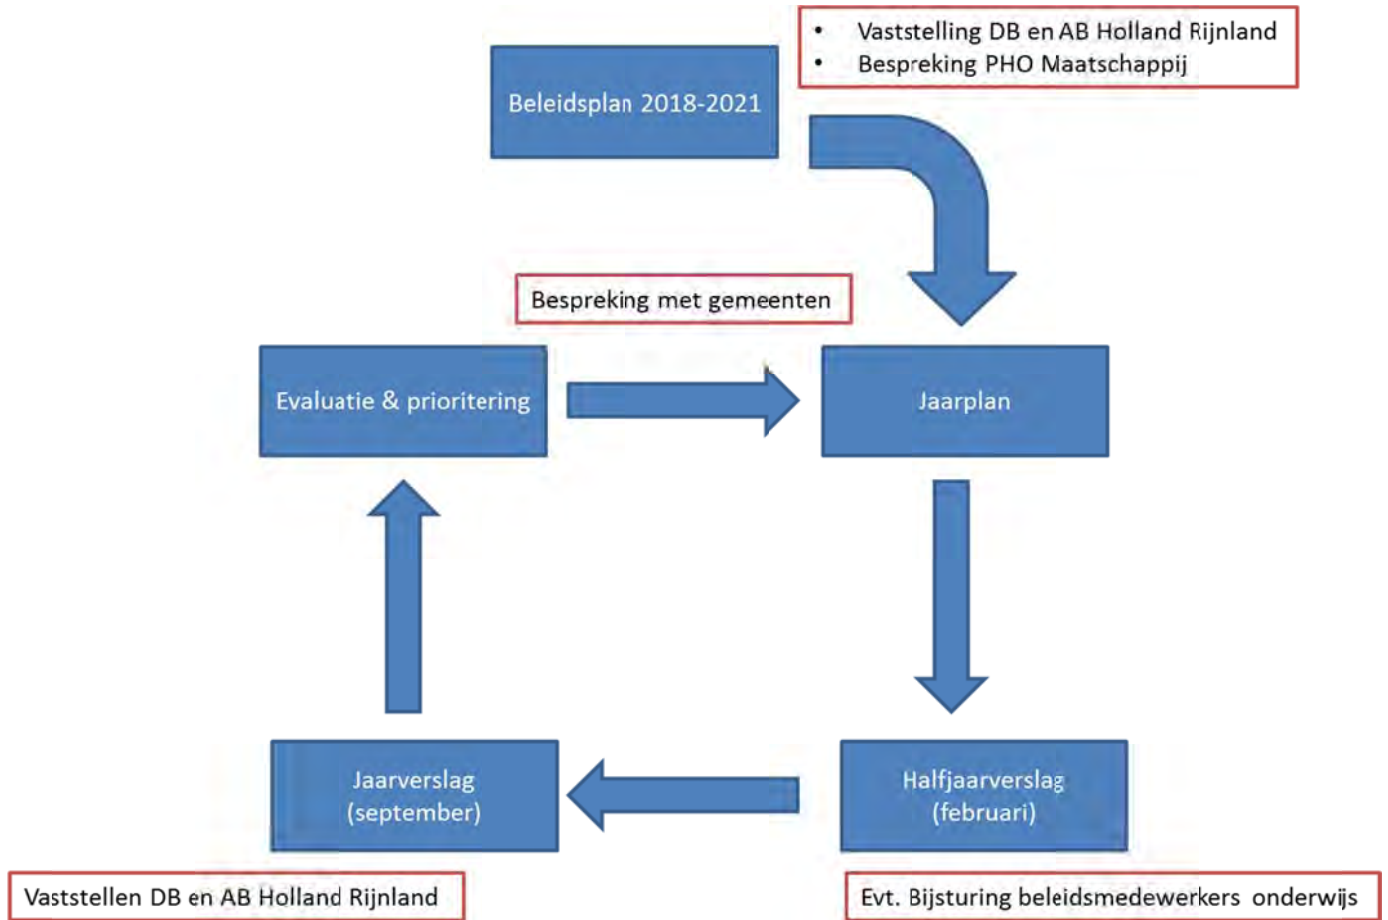 • Vaststelling DB en AB Holland Rijnland
• Bespreking PHO Maatschappij
Beleidsplan 2018-2021
Bespreking met gemeenten
Evaluatie & prioritering
Jaarplan
Jaarverslag
(september)
Halfjaarverslag
(februari)
Vaststellen DB en AB Holland Rijnland
Evt. Bijsturing beleidsmedewerkers onderwijs